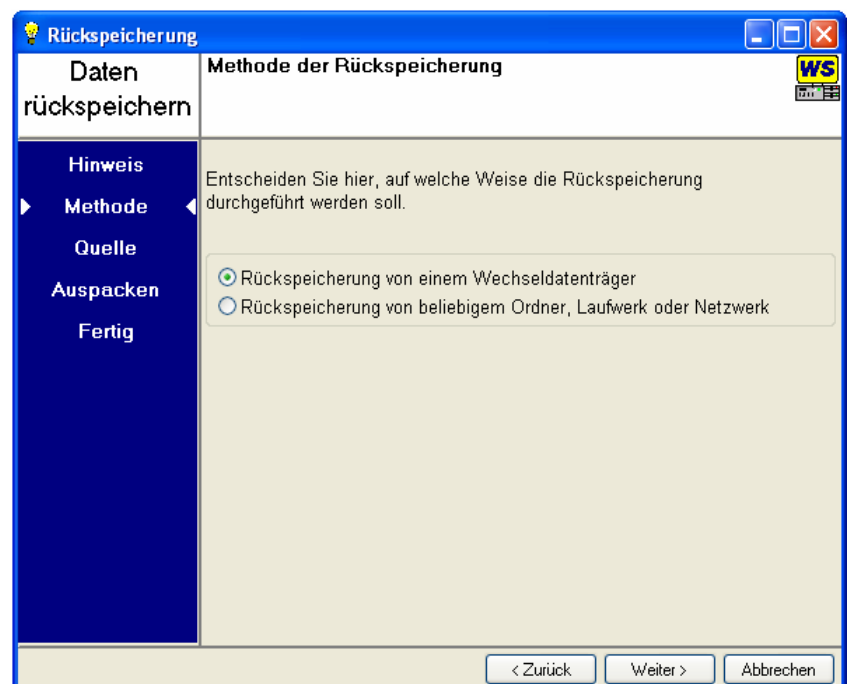 Rückspeicherung
Daten
rückspeichern
Methode der Rückspeicherung
WS
Hinweis
Methode
Quelle
Auspacken
Fertig
Entscheiden Sie hier, auf welche Weise die Rückspeicherung
durchgeführt werden soll.
Rückspeicherung von einem Wechseldatenträger
Rückspeicherung von beliebigem Ordner, Laufwerk oder Netzwerk
< Zurück
Weiter >
Abbrechen